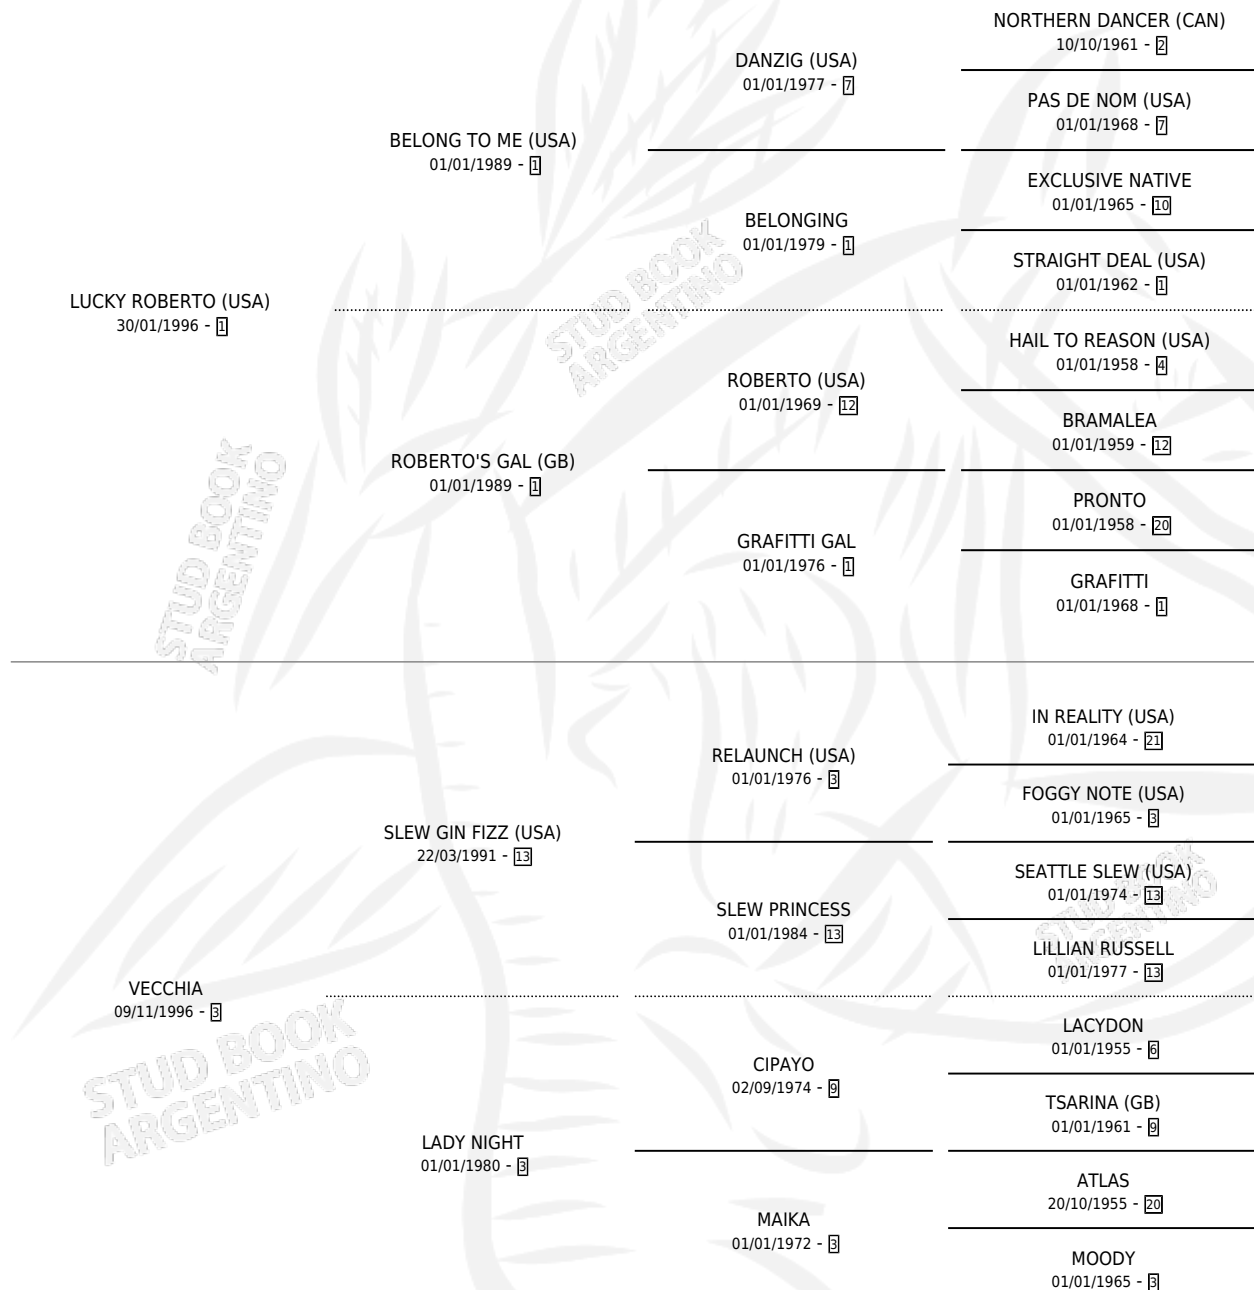 NORTHERN DANCER (CAN)
10/10/1961 - 2
DANZIG (USA)
01/01/1977 - 7
PAS DE NOM (USA)
01/01/1968 - 7
BELONG TO ME (USA)
01/01/1989 - 1
EXCLUSIVE NATIVE
01/01/1965 - 10
BELONGING
01/01/1979 - 1
STRAIGHT DEAL (USA)
01/01/1962 - 1
STUD BOOK
ARGENTINO
LUCKY ROBERTO (USA)
30/01/1996 - 1
HAIL TO REASON (USA)
01/01/1958 - 4
ROBERTO (USA)
01/01/1969 - 12
BRAMALEA
01/01/1959 - 12
ROBERTO'S GAL (GB)
01/01/1989 - 1
PRONTO
01/01/1958 - 20
GRAFITTI GAL
01/01/1976 - 1
GRAFITTI
01/01/1968 - 1
STUD BOOK
ARGENTINO
IN REALITY (USA)
01/01/1964 - 21
RELAUNCH (USA)
01/01/1976 - 3
FOGGY NOTE (USA)
01/01/1965 - 3
SLEW GIN FIZZ (USA)
22/03/1991 - 13
SEATTLE SLEW (USA)
01/01/1974 - 13
STUD BOOK
ARGENTINO
SLEW PRINCESS
01/01/1984 - 13
LILLIAN RUSSELL
01/01/1977 - 13
VECCHIA
09/11/1996 - 3
STUD BOOK
ARGENTINO
LACYDON
01/01/1955 - 6
CIPAYO
02/09/1974 - 9
TSARINA (GB)
01/01/1961 - 9
LADY NIGHT
01/01/1980 - 3
ATLAS
20/10/1955 - 20
MAIKA
01/01/1972 - 3
MOODY
01/01/1965 - 3